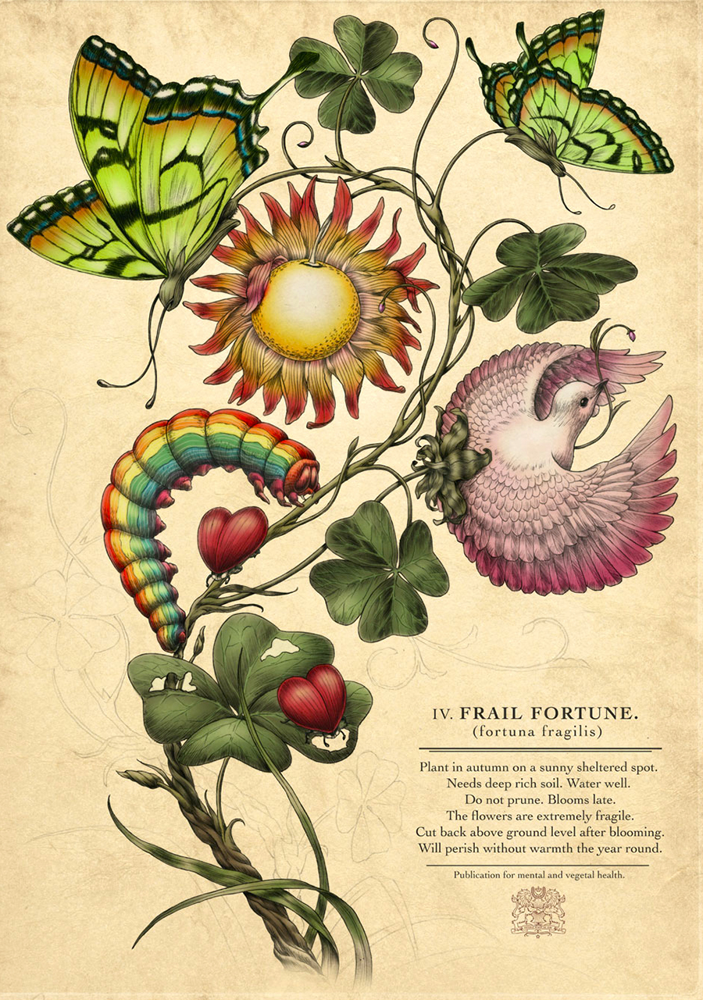 IV. FRAIL FORTUNE.
(fortuna fragilis)
Plant in autumn on a sunny sheltered spot.
Needs deep rich soil. Water well.
Do not prune. Blooms late.
The flowers are extremely fragile.
Cut back above ground level after blooming.
Will perish without warmth the year round.
Publication for mental and vegetal health.